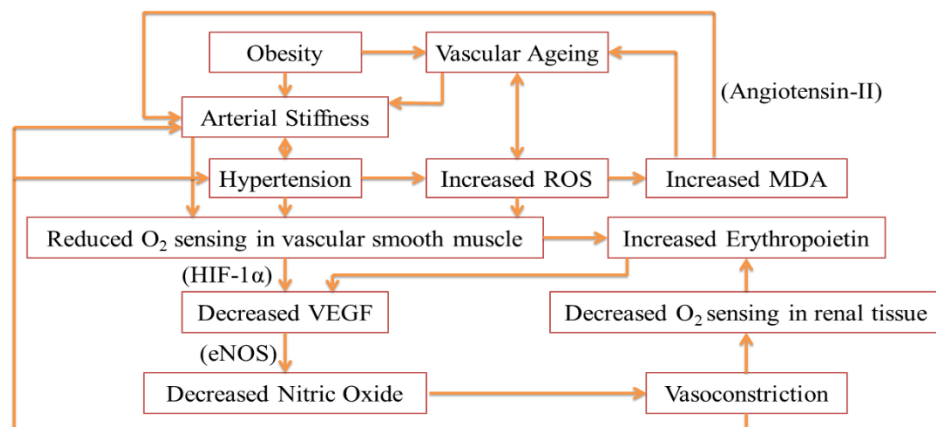 Obesity
Vascular Ageing
(Angiotensin-II)
Arterial Stiffness
Hypertension
Increased ROS
Increased MDA
Reduced O₂ sensing in vascular smooth muscle
Increased Erythropoietin
(HIF-1α)
Decreased VEGF
Decreased O₂ sensing in renal tissue
(eNOS)
Decreased Nitric Oxide
Vasoconstriction